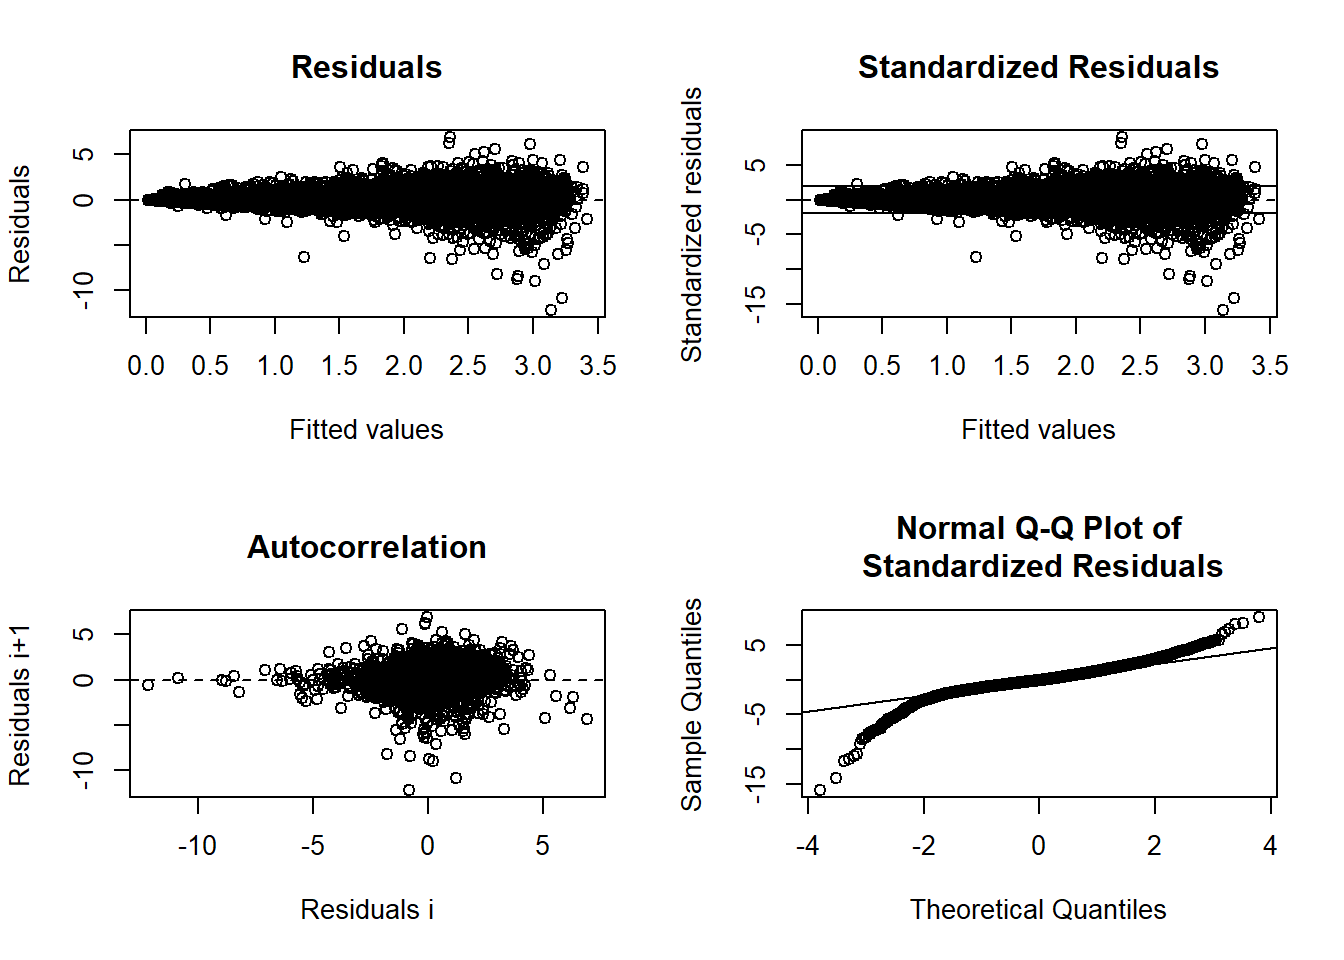 Residuals
Residuals
5
0
-10
0.0 0.5 1.0 1.5 2.0 2.5 3.0 3.5
Fitted values
Standardized Residuals
Standardized residuals
5
-5
-15
0.0 0.5 1.0 1.5 2.0 2.5 3.0 3.5
Fitted values
Autocorrelation
Residuals i+1
5
0
-10
-10 -5 0 5
Residuals i
Normal Q-Q Plot of
Standardized Residuals
Sample Quantiles
5
-5
-15
-4 -2 0 2 4
Theoretical Quantiles